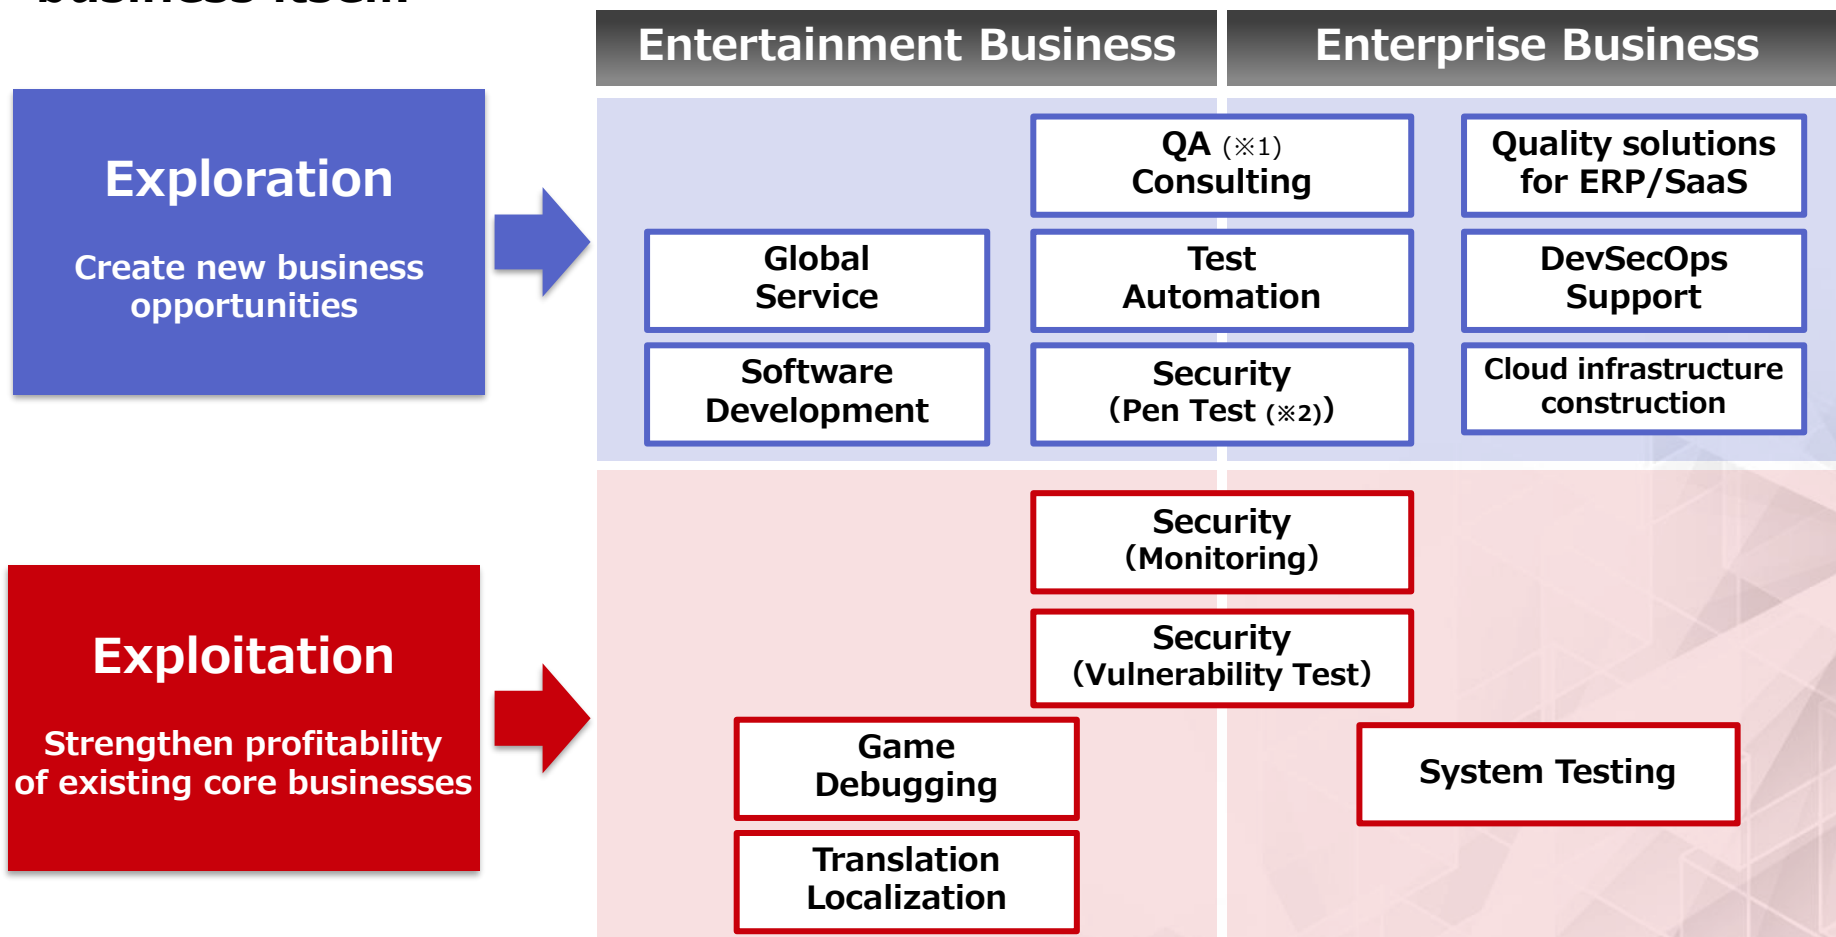 business itself
Entertainment Business
Enterprise Business
Exploration
Create new business
opportunities
QA (※1)
Consulting
Quality solutions
for ERP/SaaS
Global
Service
Test
Automation
DevSecOps
Support
Software
Development
Security
(Pen Test (※2))
Cloud infrastructure
construction
Exploitation
Strengthen profitability
of existing core businesses
Security
(Monitoring)
Security
(Vulnerability Test)
Game
Debugging
System Testing
Translation
Localization